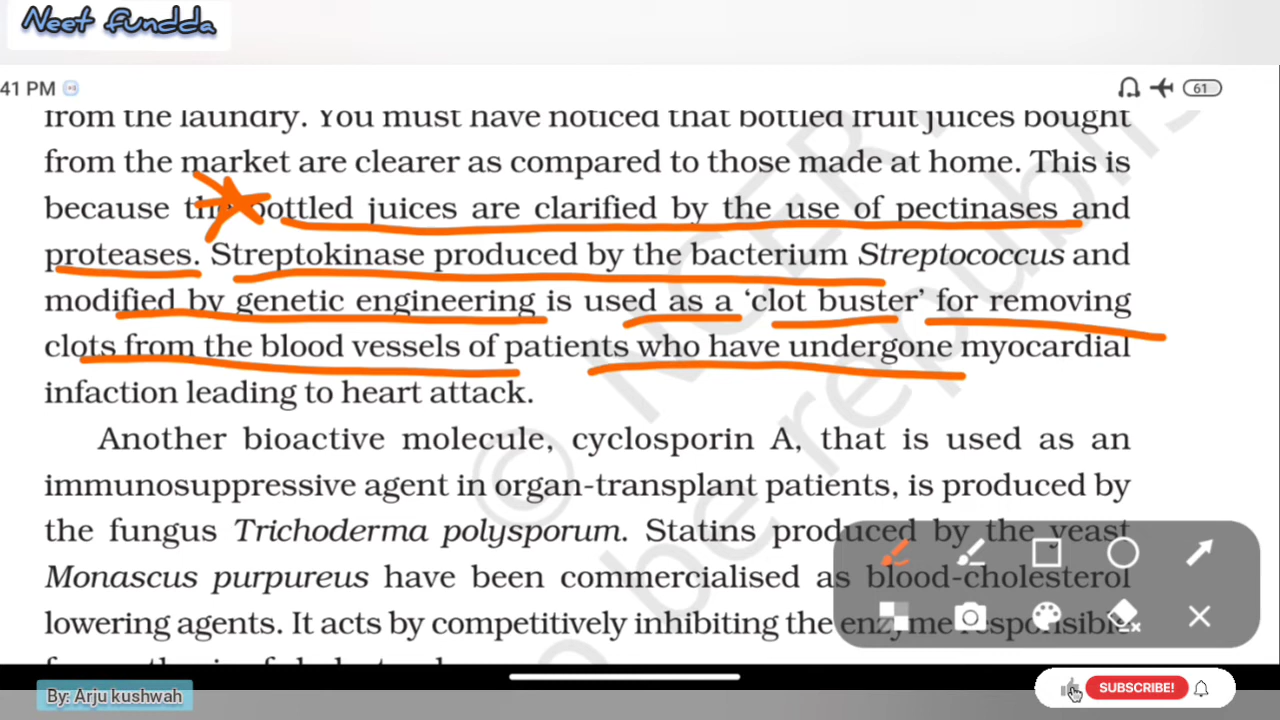 Neet fundda
41 PM
61
from the laundry. You must have noticed that bottled fruit juices bought
from the market are clearer as compared to those made at home. This is
because the bottled juices are clarified by the use of pectinases and
proteases. Streptokinase produced by the bacterium Streptococcus and
modified by genetic engineering is used as a ‘clot buster’ for removing
clots from the blood vessels of patients who have undergone myocardial
infaction leading to heart attack.
Another bioactive molecule, cyclosporin A, that is used as an
immunosuppressive agent in organ-transplant patients, is produced by
the fungus Trichoderma polysporum. Statins produced by the yeast
Monascus purpureus have been commercialised as blood-cholesterol
lowering agents. It acts by competitively inhibiting the enzyme responsible
© NCERT
be republis
By: Arju kushwah
SUBSCRIBE!